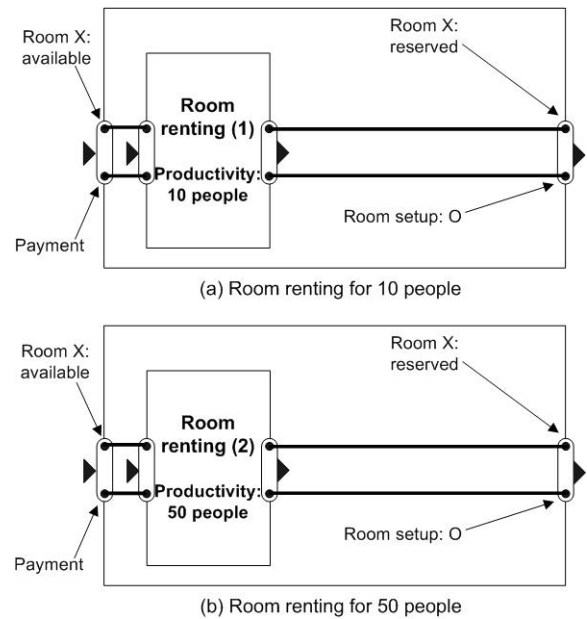 Room X:
available
Room X:
reserved
Room
renting (1)
Productivity:
10 people
Payment
Room setup: O
(a) Room renting for 10 people
Room X:
available
Room X:
reserved
Room
renting (2)
Productivity:
50 people
Payment
Room setup: O
(b) Room renting for 50 people